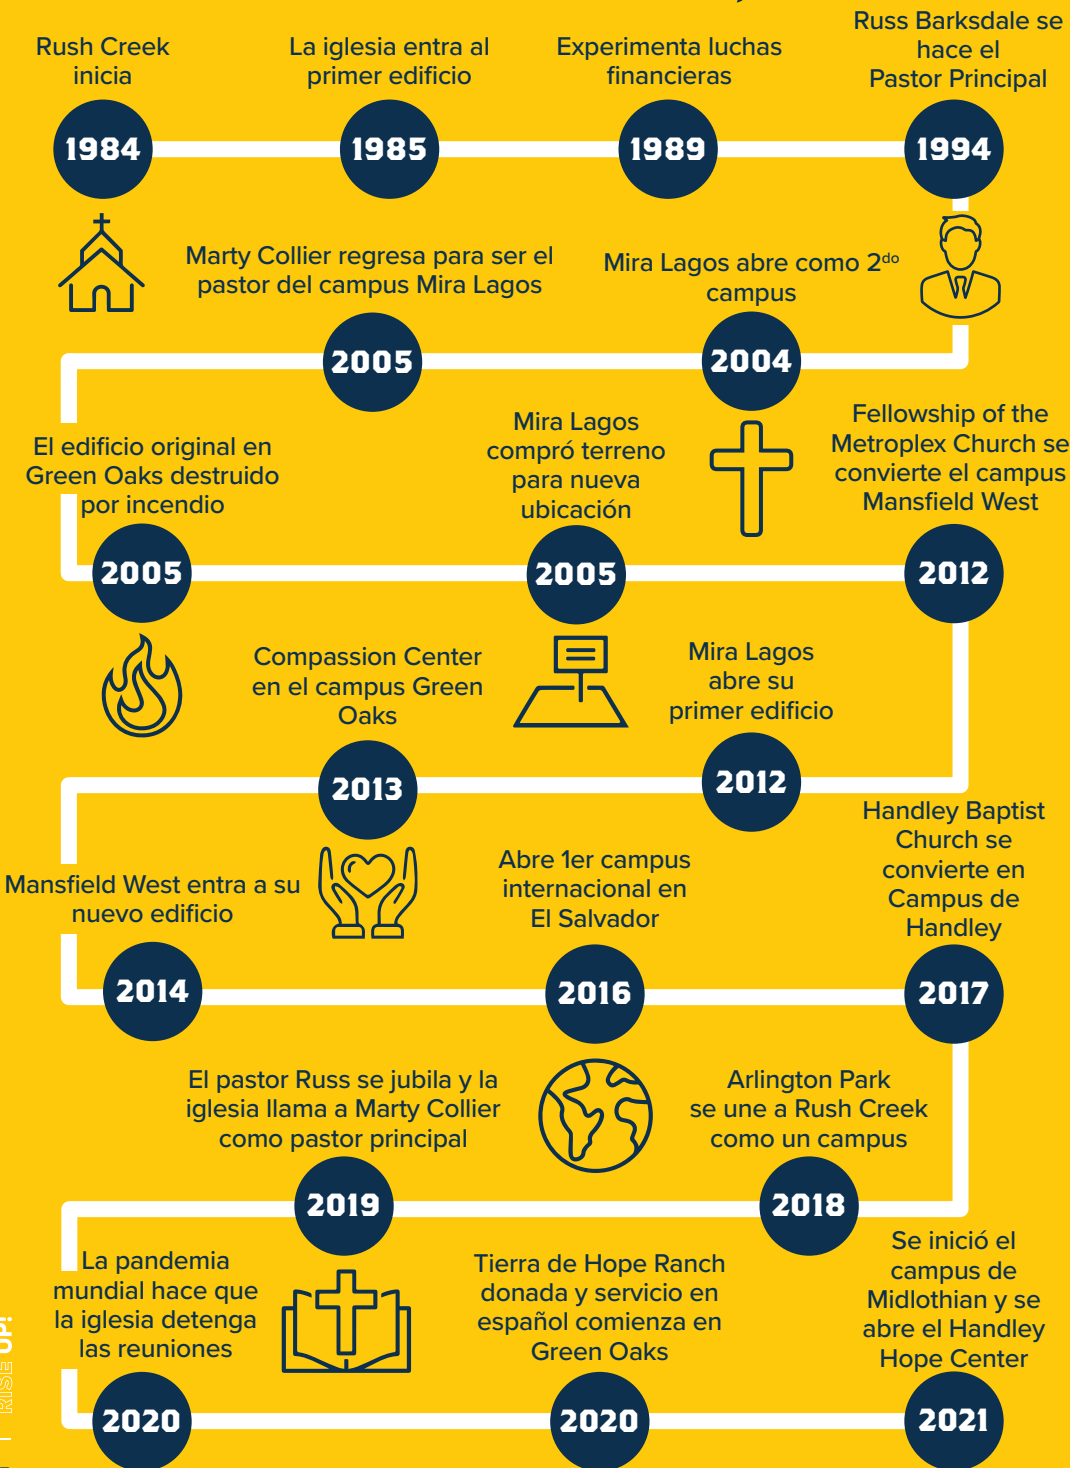 Rush Creek
inicia
1984
La iglesia entra al
primer edificio
1985
Experimenta luchas
financieras
1989
Russ Barksdale se
hace el
Pastor Principal
1994
Mira Lagos abre como 2do
campus
2004
Marty Collier regresa para ser el
pastor del campus Mira Lagos
2005
El edificio original en
Green Oaks destruido
por incendio
2005
Mira Lagos
compró terreno
para nueva
ubicación
2005
Fellowship of the
Metroplex Church se
convierte el campus
Mansfield West
2012
Mira Lagos
abre su
primer edificio
2012
Compassion Center
en el campus Green
Oaks
2013
Mansfield West entra a su
nuevo edificio
2014
Abre 1er campus
internacional en
El Salvador
2016
Handley Baptist
Church se
convierte en
Campus de
Handley
2017
Arlington Park
se une a Rush Creek
como un campus
2018
El pastor Russ se jubila y la
iglesia llama a Marty Collier
como pastor principal
2019
La pandemia
mundial hace que
la iglesia detenga
las reuniones
2020
Tierra de Hope Ranch
donada y servicio en
español comienza en
Green Oaks
2020
Se inició el
campus de
Midlothian y se
abre el Handley
Hope Center
2021
RISE UP!